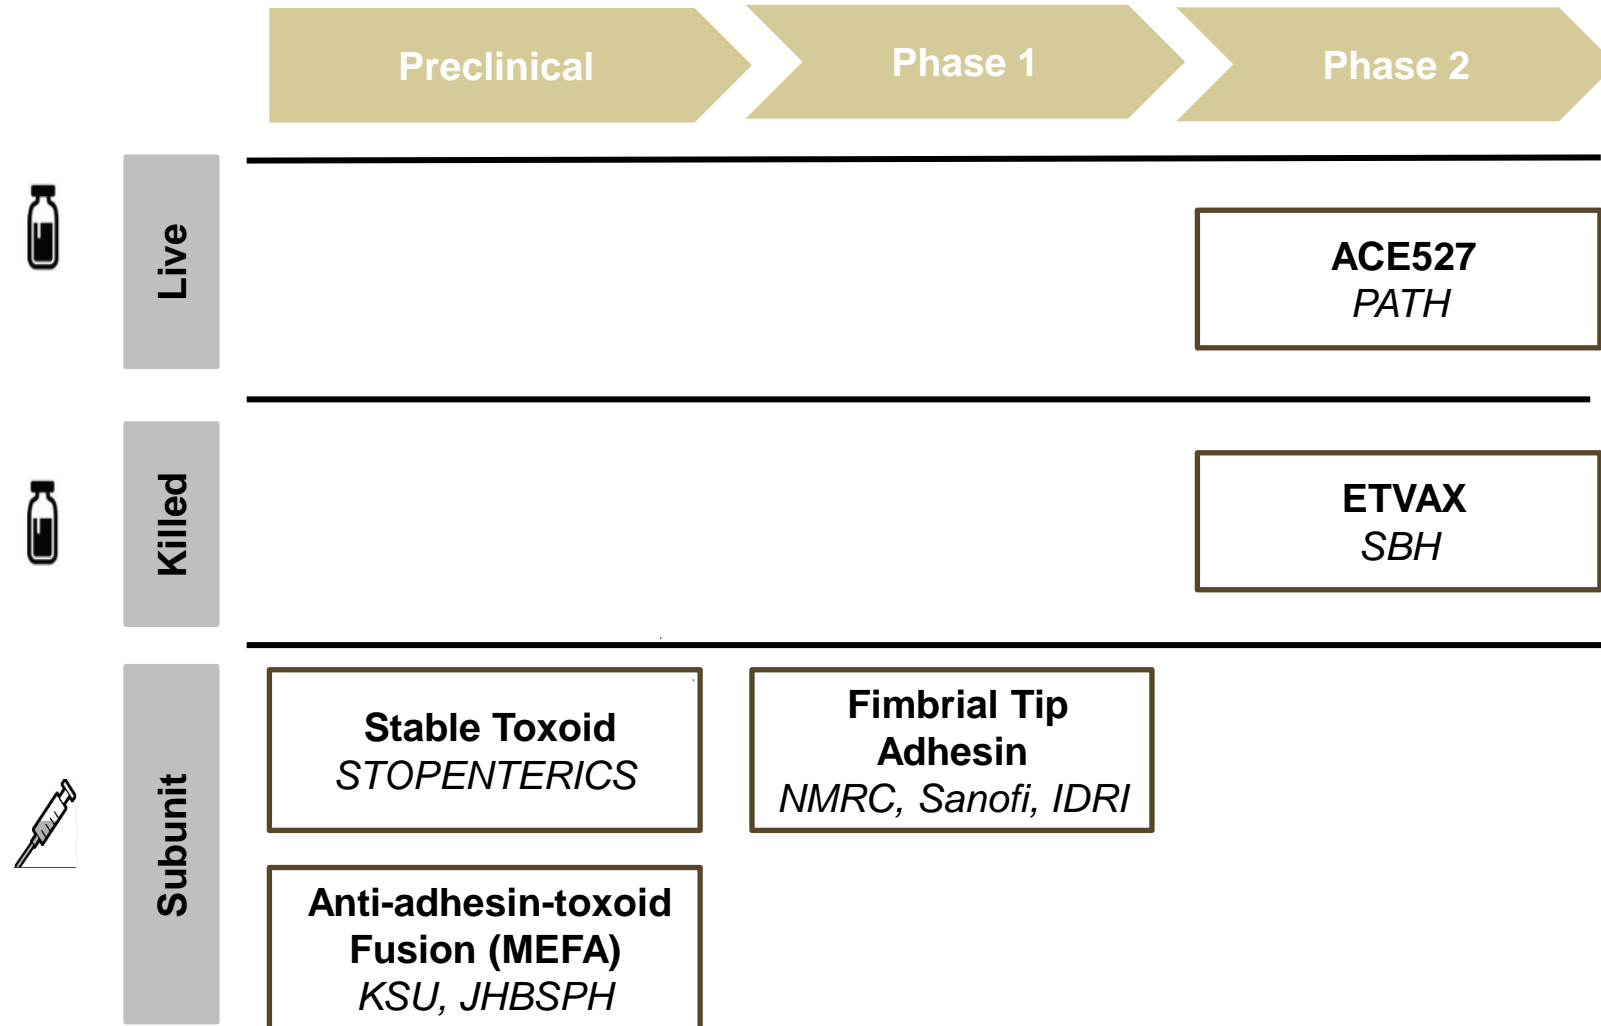 Preclinical
Phase 1
Phase 2
Live
ACE527
PATH
Killed
ETVAX
SBH
Subunit
Stable Toxoid
STOPENTERICS
Fimbrial Tip
Adhesin
NMRC, Sanofi, IDRI
Anti-adhesin-toxoid
Fusion (MEFA)
KSU, JHBSPH